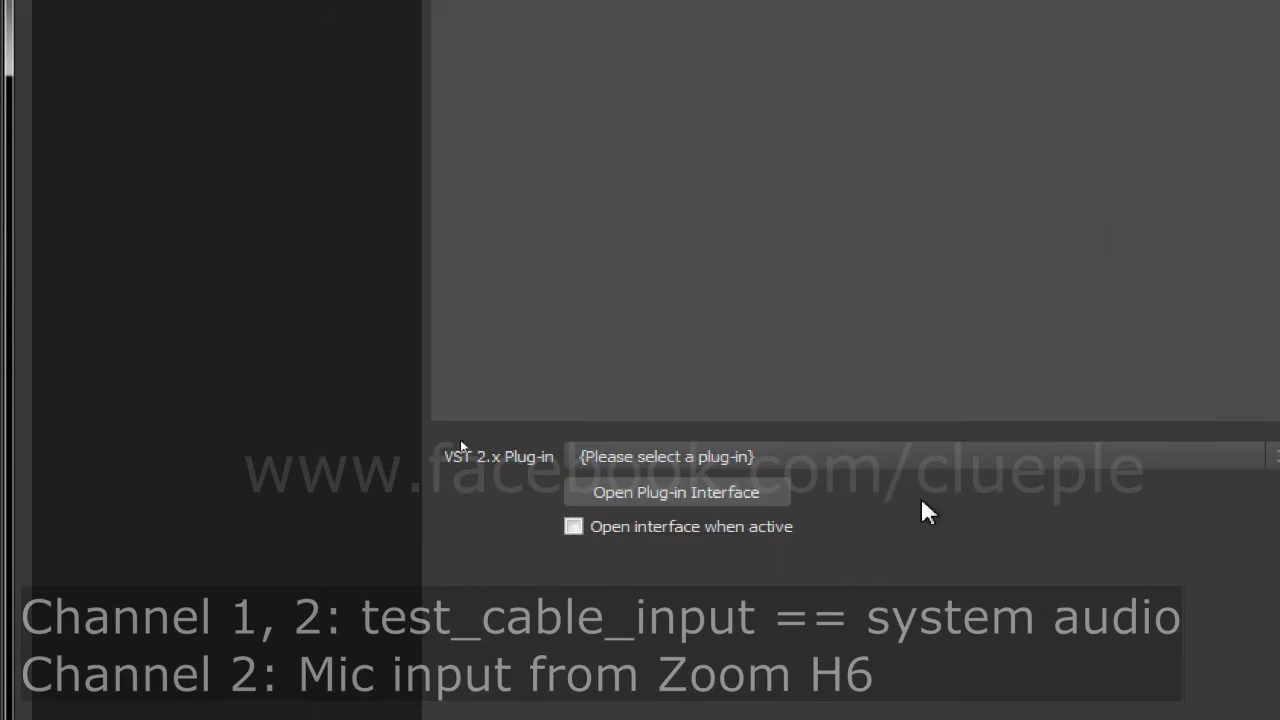 VST 2.x Plug-in {Please select a plug-in}
www.facebook.com/clueple
Open Plug-in Interface
Open interface when active
Channel 1, 2: test_cable_input == system audio
Channel 2: Mic input from Zoom H6